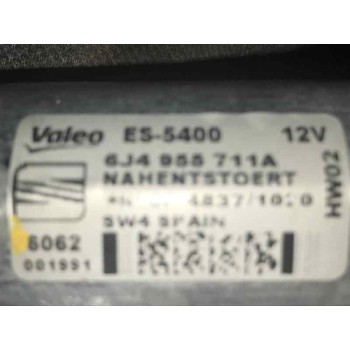 Valeo ES-5400 12V
6J4 955 711A
NAHENTSTOERT
HW02
SW4 SPAIN
6062
001991